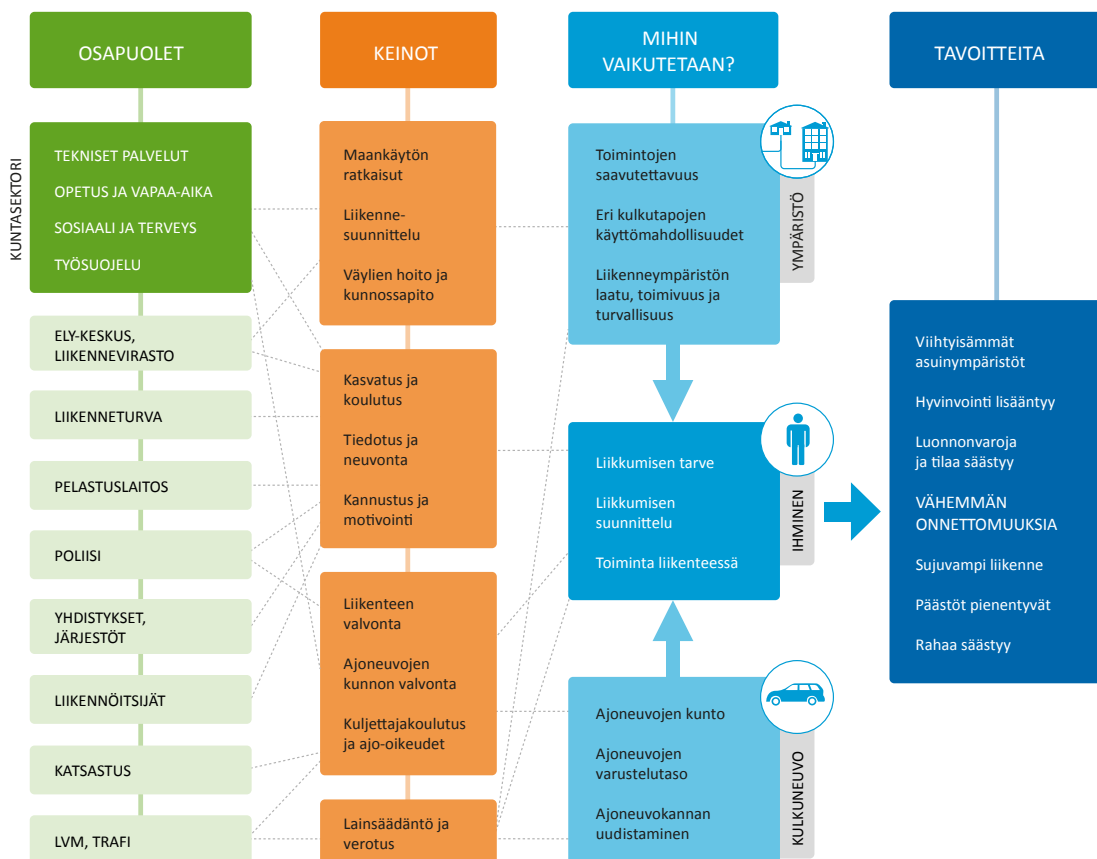 OSAPUOLET
KUNTASEKTORI
TEKNISET PALVELUT
OPETUS JA VAPAA-AIKA
SOSIAALI JA TERVEYS
TYÖSUOJELU
ELY-KESKUS,
LIIKENNEVIRASTO
LIIKENNETURVA
PELASTUSLAITOS
POLIISI
YHDISTYKSET,
JÄRJESTÖT
LIIKENNÖITSIJÄT
KATSASTUS
LVM, TRAFI
KEINOT
Maankäytön
ratkaisut
Liikenne-
suunnittelu
Väylien hoito ja
kunnossapito
Kasvatus ja
koulutus
Tiedotus ja
neuvonta
Kannustus ja
motivointi
Liikenteen
valvonta
Ajoneuvojen
kunnon valvonta
Kuljettajakoulutus
ja ajo-oikeudet
Lainsäädäntö ja
verotus
MIHIN
VAIKUTETAAN?
Toimintojen
saavutettavuus
Eri kulkutapojen
käyttömahdollisuudet
Liikenneympäristön
laatu, toimivuus ja
turvallisuus
YMPÄRISTÖ
Liikkumisen tarve
Liikkumisen
suunnittelu
Toiminta liikenteessä
IHMINEN
Ajoneuvojen kunto
Ajoneuvojen
varustelutaso
Ajoneuvokannan
uudistaminen
KULKUNEUVO
TAVOITTEITA
Viihtyisämmät
asuinympäristöt
Hyvinvointi lisääntyy
Luonnonvaroja
ja tilaa säästyy
VÄHEMMÄN
ONNETTOMUUKSIA
Sujuvampi liikenne
Päästöt pienentyvät
Rahaa säästyy